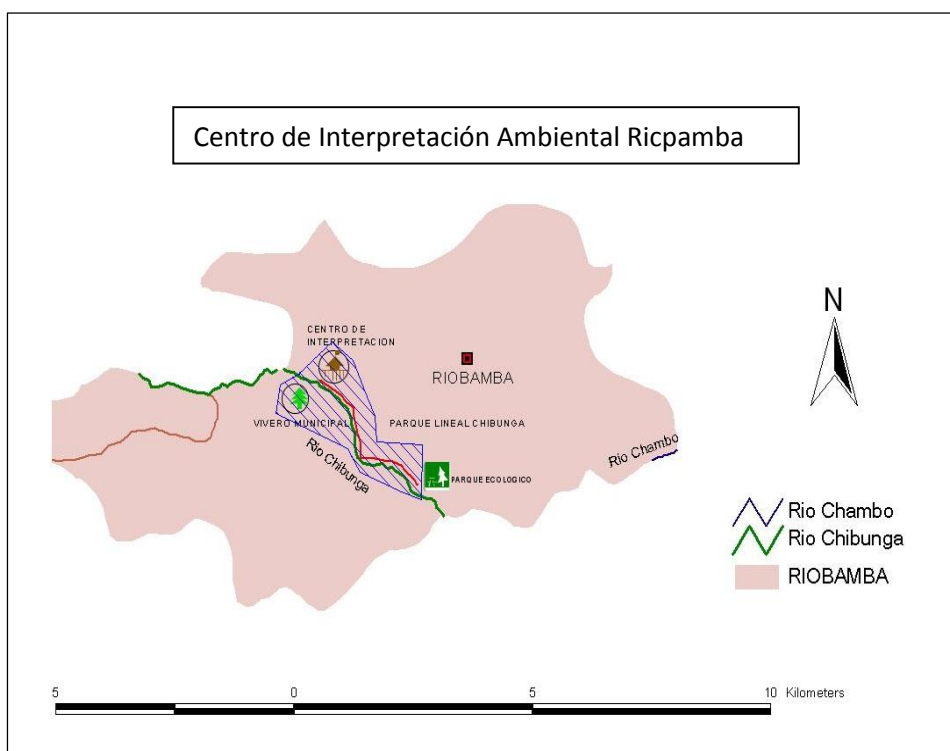 Centro de Interpretación Ambiental Ricpamba
N
CENTRO DE
INTERPRETACION
RIOBAMBA
VIVERO MUNICIPAL
PARQUE LINEAL CHIBUNGA
Rio Chibunga
Rio Chambo
PARQUE ECOLOGICO
Rio Chambo
Rio Chibunga
RIOBAMBA
5 0 5 10 Kilometers